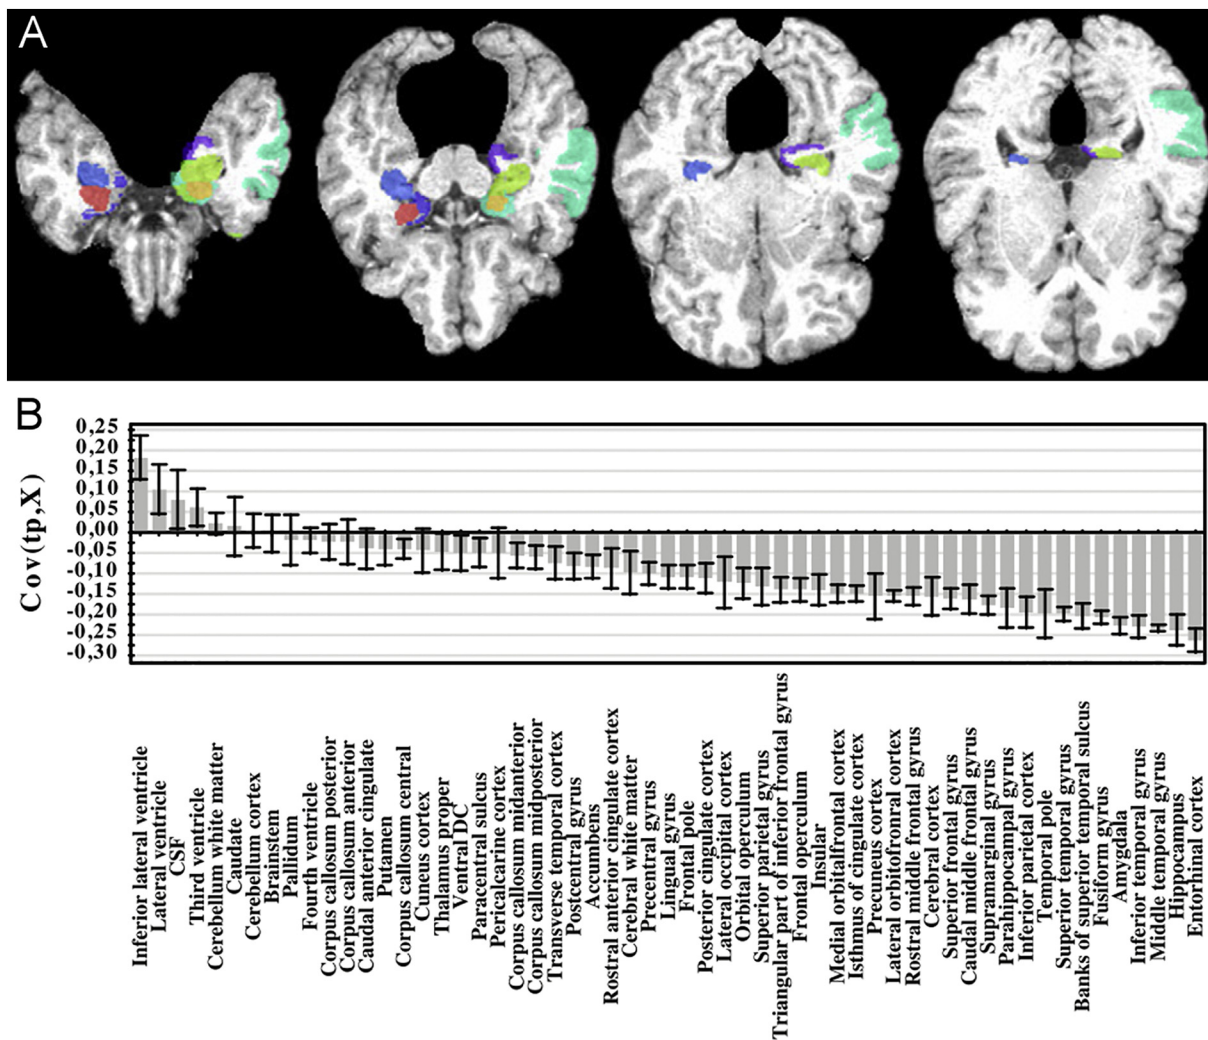 A
B
Cov(tp,X)
0,25
0,20
0,15
0,10
0,05
0,00
-0,05
-0,10
-0,15
-0,20
-0,25
-0,30
Inferior lateral ventricle
Lateral ventricle
CSF
Third ventricle
Cerebellum white matter
Caudate
Cerebellum cortex
Brainstem
Pallidum
Fourth ventricle
Corpus callosum posterior
Corpus callosum anterior
Caudal anterior cingulate
Putamen
Corpus callosum central
Cuneus cortex
Thalamus proper
Ventral DC
Paracentral sulcus
Pericalcarine cortex
Corpus callosum midanterior
Corpus callosum midposterior
Transverse temporal cortex
Postcentral gyrus
Accumbens
Rostral anterior cingulate cortex
Cerebral white matter
Precentral gyrus
Lingual gyrus
Frontal pole
Posterior cingulate cortex
Lateral occipital cortex
Orbital operculum
Superior parietal gyrus
Triangular part of inferior frontal gyrus
Frontal operculum
Insular
Medial orbitalfrontal cortex
Isthmus of cingulate cortex
Precuneus cortex
Lateral orbitofronral cortex
Rostral middle frontal gyrus
Cerebral cortex
Superior frontal gyrus
Caudal middle frontal gyrus
Supramarginal gyrus
Parahippocampal gyrus
Inferior parietal cortex
Temporal pole
Superior temporal gyrus
Banks of superior temporal sulcus
Fusiform gyrus
Amygdala
Inferior temporal gyrus
Middle temporal gyrus
Hippocampus
Entorhinal cortex